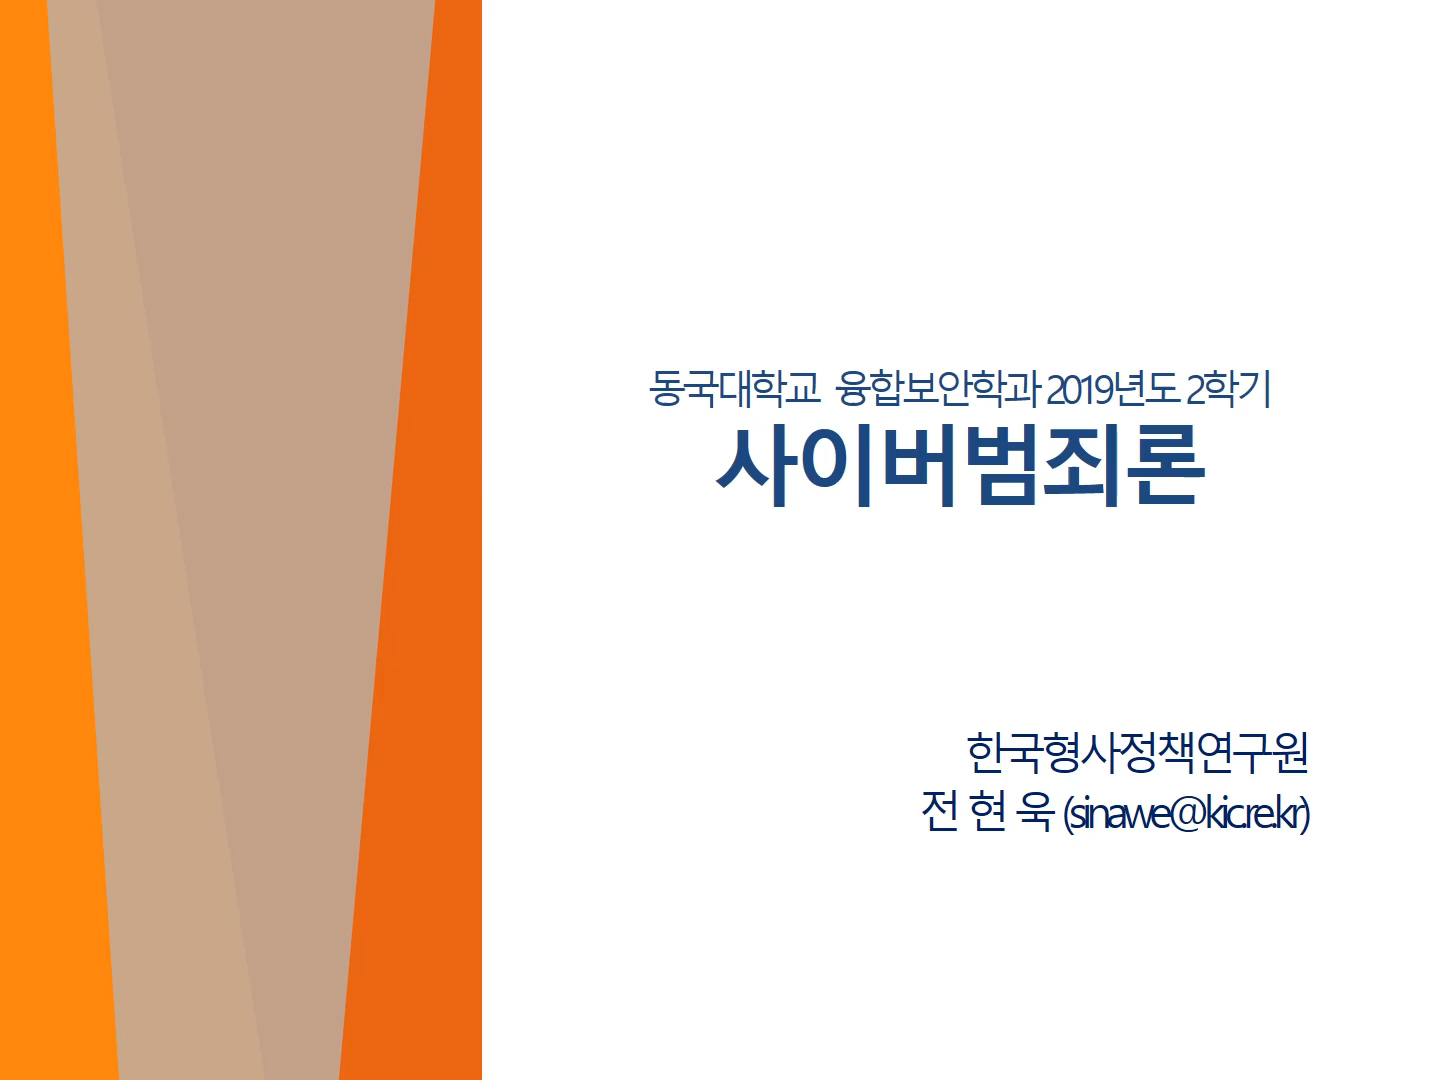 동국대학교 융합보안학과 2019년도 2학기
사이버범죄론
한국형사정책연구원
전 현 욱 (sinawe@kic.re.kr)